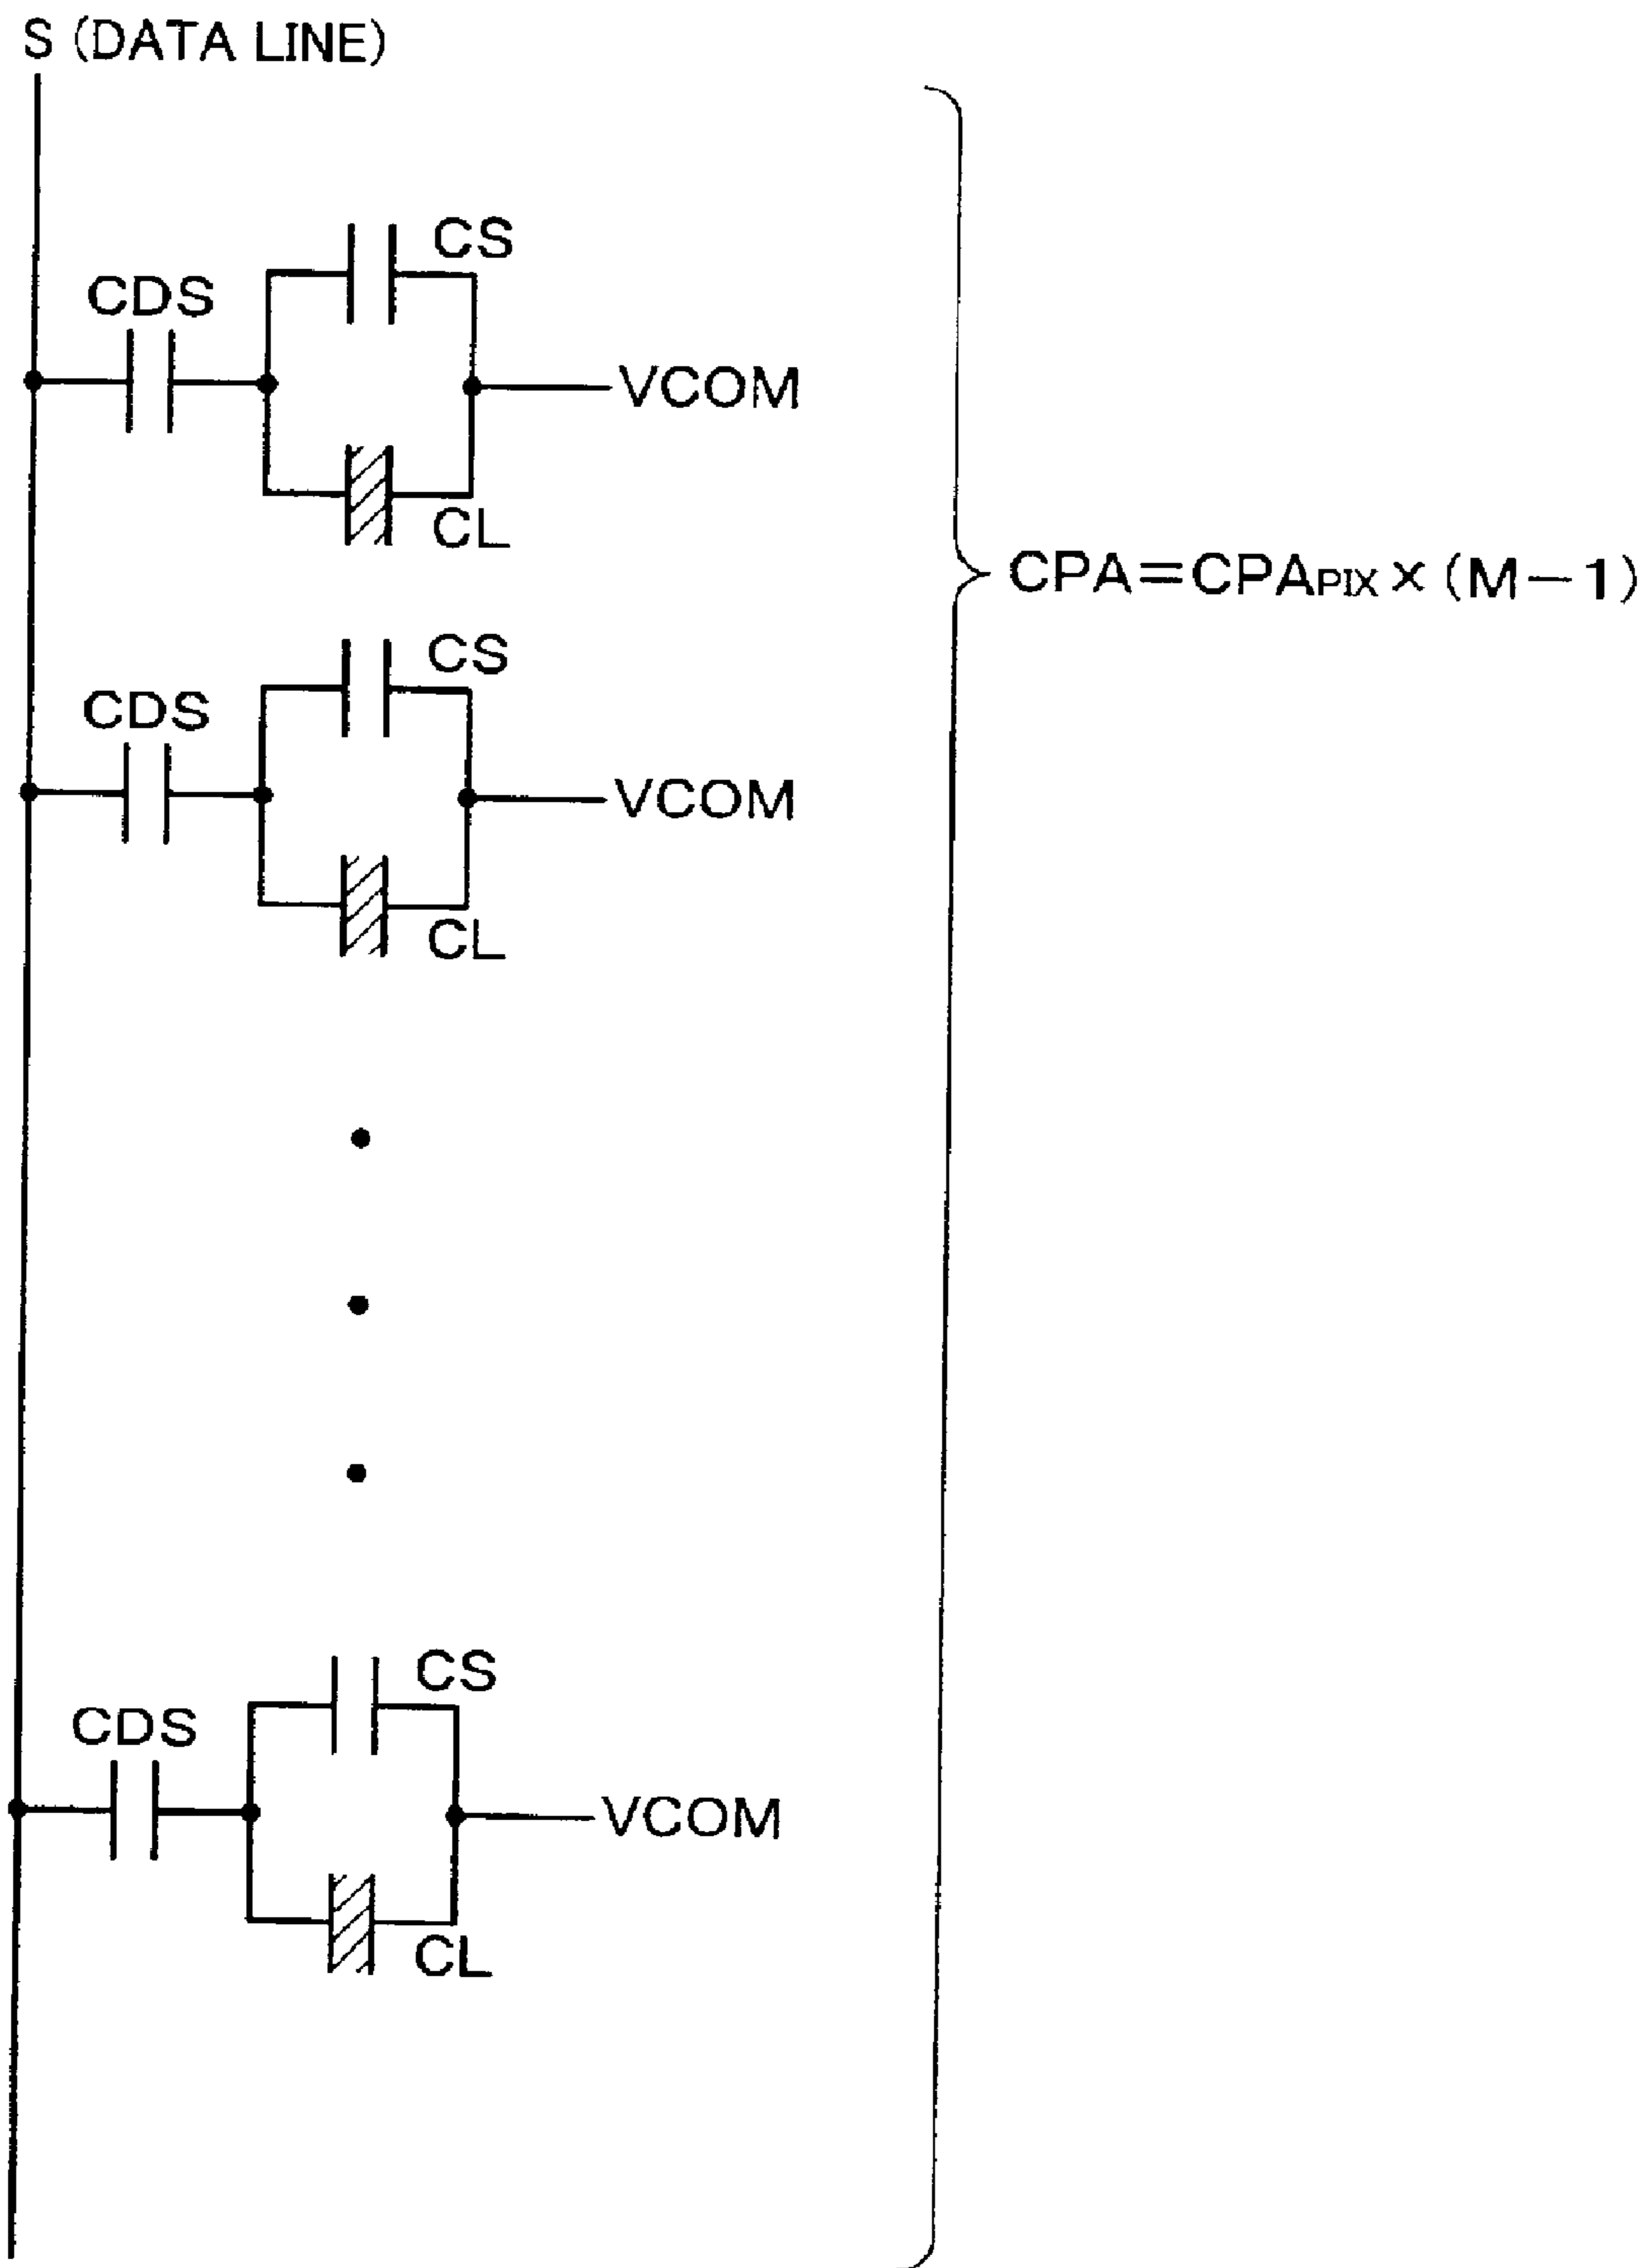 S (DATA LINE)
CS
CDS
VCOM
CL
CPA=CPAPIX×(M−1)
CS
CDS
VCOM
CL
CS
CDS
VCOM
CL